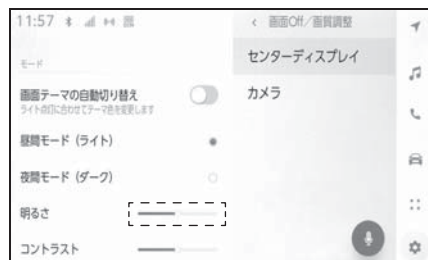 11:57
モード
画面テーマの自動切り替え
ライト点灯に合わせてテーマ色を変更します
昼間モード（ライト）
夜間モード（ダーク）
明るさ
コントラスト
＜ 画面Off／画質調整
センターディスプレイ
カメラ